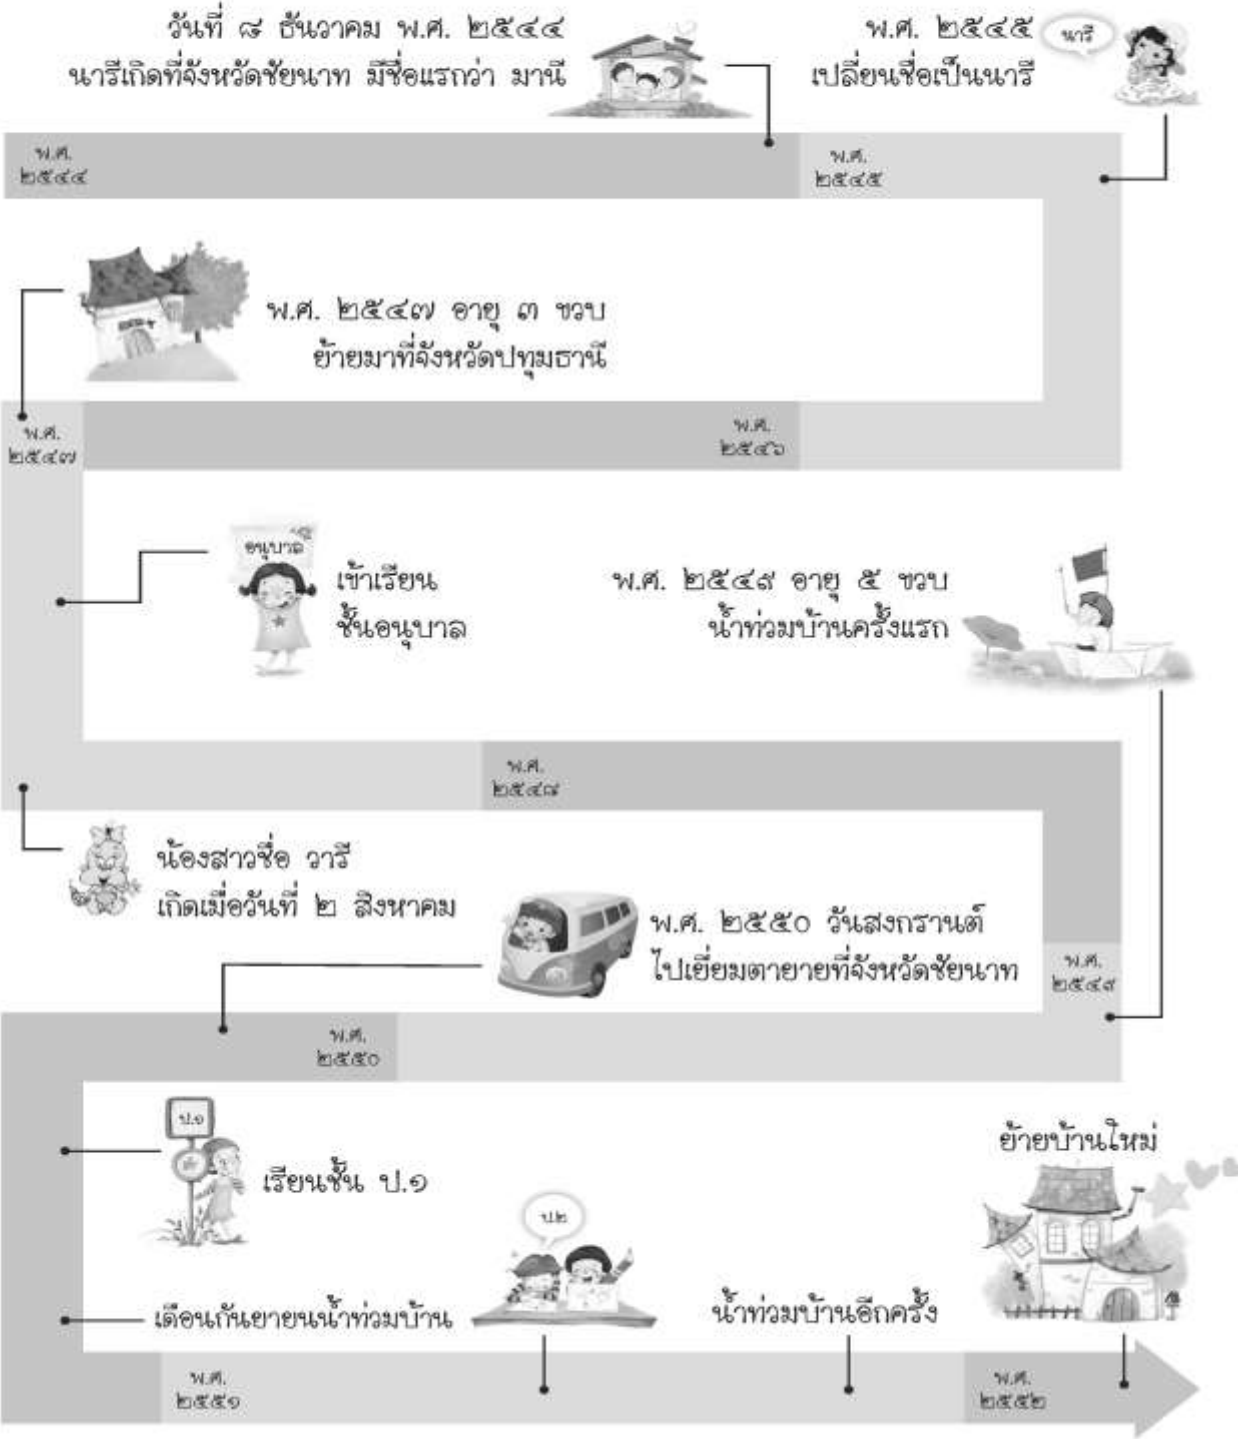 วันที่ ๘ ธันวาคม พ.ศ. ๒๕๔๔
นารีเกิดที่จังหวัดชัยนาท มีชื่อแรกว่า มานี
พ.ศ. ๒๕๔๕
เปลี่ยนชื่อเป็นนารี
นารี
พ.ศ.
๒๕๔๔
พ.ศ.
๒๕๔๕
พ.ศ. ๒๕๔๗ อายุ ๓ ขวบ
ย้ายมาที่จังหวัดปทุมธานี
พ.ศ.
๒๕๔๗
พ.ศ.
๒๕๔๖
อนุบาล
เข้าเรียน
ชั้นอนุบาล
พ.ศ. ๒๕๔๙ อายุ ๕ ขวบ
น้ำท่วมบ้านครั้งแรก
พ.ศ.
๒๕๔๘
น้องสาวชื่อ วารี
เกิดเมื่อวันที่ ๒ สิงหาคม
พ.ศ. ๒๕๕๐ วันสงกรานต์
ไปเยี่ยมตายายที่จังหวัดชัยนาท
พ.ศ.
๒๕๔๙
พ.ศ.
๒๕๕๐
ป.๑
เรียนชั้น ป.๑
ย้ายบ้านใหม่
ป.๒
เดือนกันยายนน้ำท่วมบ้าน
น้ำท่วมบ้านอีกครั้ง
พ.ศ.
๒๕๕๑
พ.ศ.
๒๕๕๒